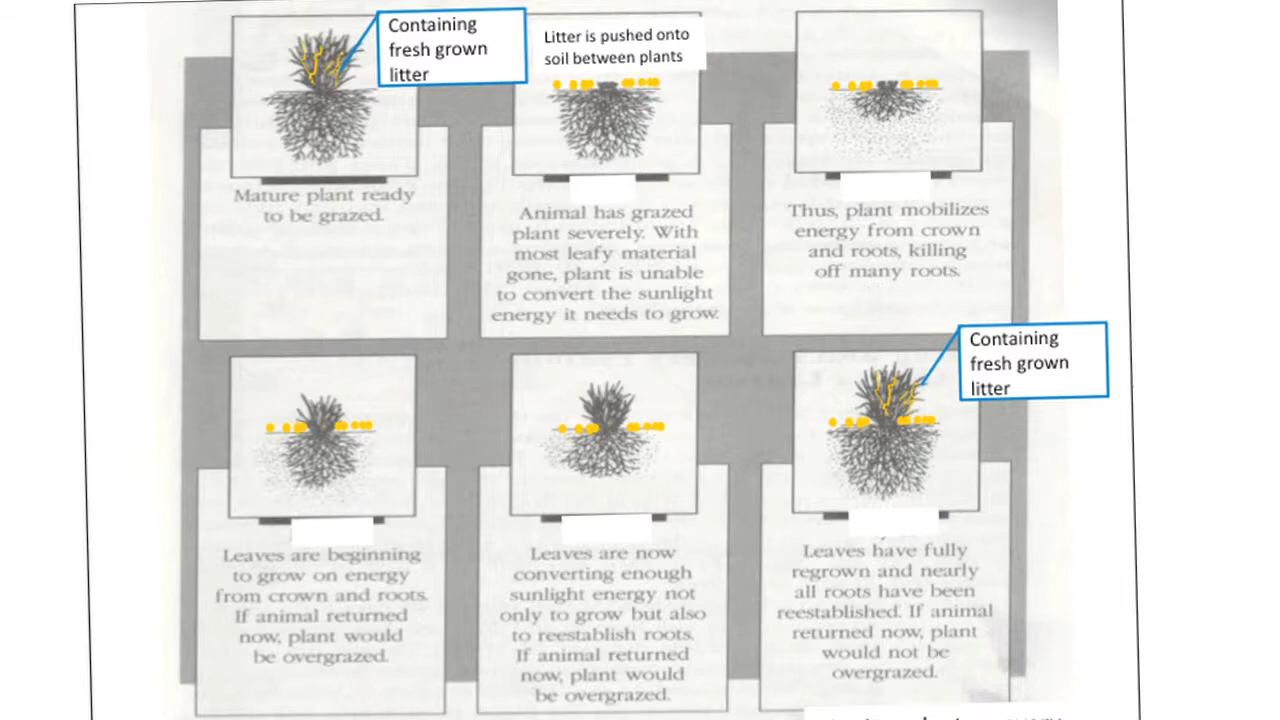 Containing
fresh grown
litter
Litter is pushed onto
soil between plants
Mature plant ready
to be grazed.
Animal has grazed
plant severely. With
most leafy material
gone, plant is unable
to convert the sunlight
energy it needs to grow.
Thus, plant mobilizes
energy from crown
and roots, killing
off many roots.
Containing
fresh grown
litter
Leaves are beginning
to grow on energy
from crown and roots.
If animal returned
now, plant would
be overgrazed.
Leaves are now
converting enough
sunlight energy not
only to grow but also
to reestablish roots.
If animal returned
now, plant would
be overgrazed.
Leaves have fully
regrown and nearly
all roots have been
reestablished. If animal
returned now, plant
would not be
overgrazed.